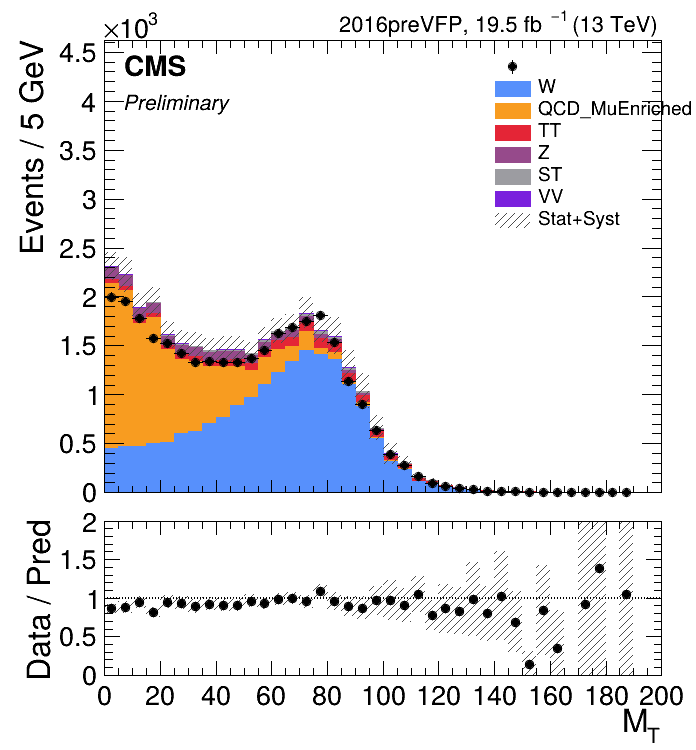 ×10³
2016preVFP, 19.5 fb⁻¹ (13 TeV)
CMS
Preliminary
W
QCD_MuEnriched
TT
Z
ST
VV
Stat+Syst
Events / 5 GeV
4.5
4
3.5
3
2.5
2
1.5
1
0.5
0
Data / Pred
2
1.5
1
0.5
0
0 20 40 60 80 100 120 140 160 180 200
M_T